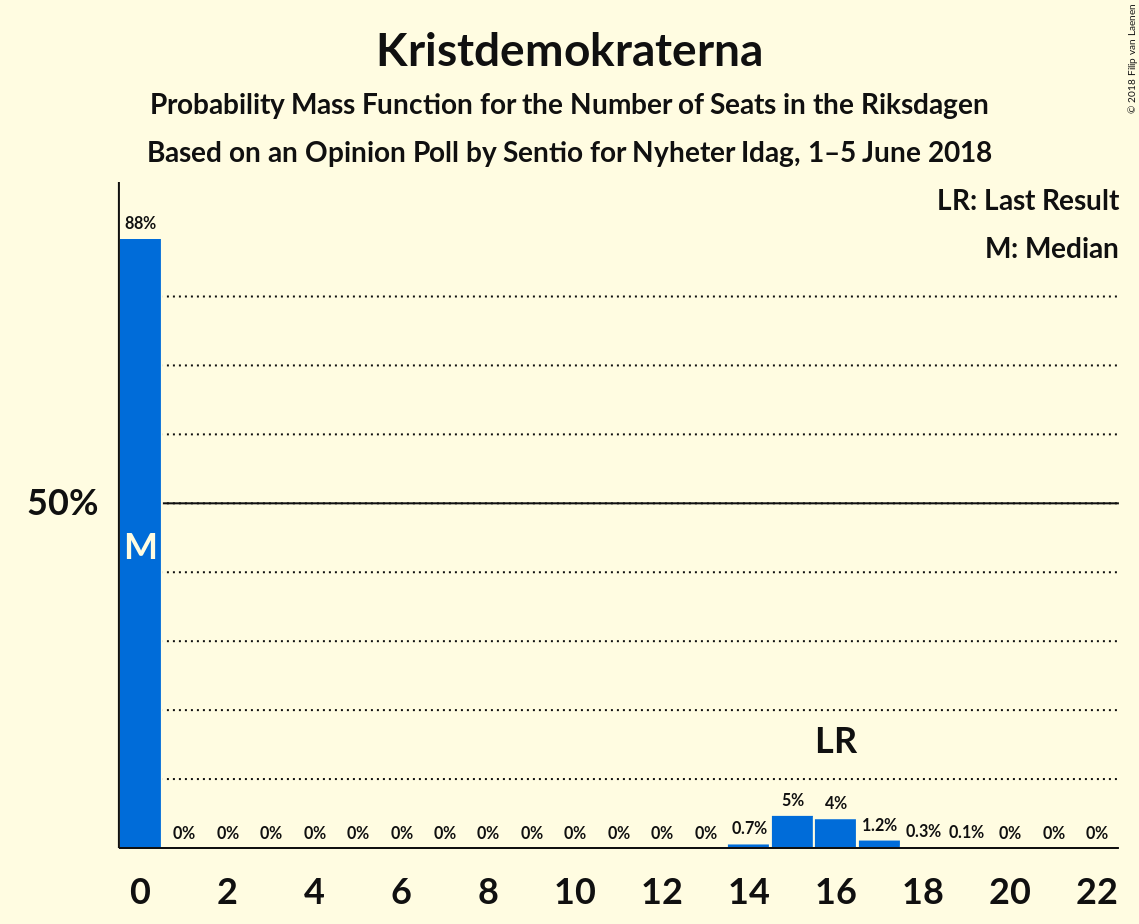 Kristdemokraterna
Probability Mass Function for the Number of Seats in the Riksdagen
Based on an Opinion Poll by Sentio for Nyheter Idag, 1–5 June 2018
© 2018 Filip van Laenen
LR: Last Result
M: Median
88%
50%
M
LR
0% 0% 0% 0% 0% 0% 0% 0% 0% 0% 0% 0% 0% 0.7% 5% 4% 1.2% 0.3% 0.1% 0% 0% 0%
0 2 4 6 8 10 12 14 16 18 20 22